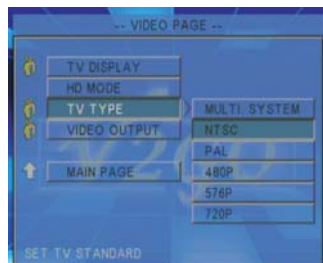 -- VIDEO PAGE --
TV DISPLAY
HD MODE
TV TYPE
VIDEO OUTPUT
MAIN PAGE
MULTI. SYSTEM
NTSC
PAL
480P
576P
720P
SET TV STANDARD